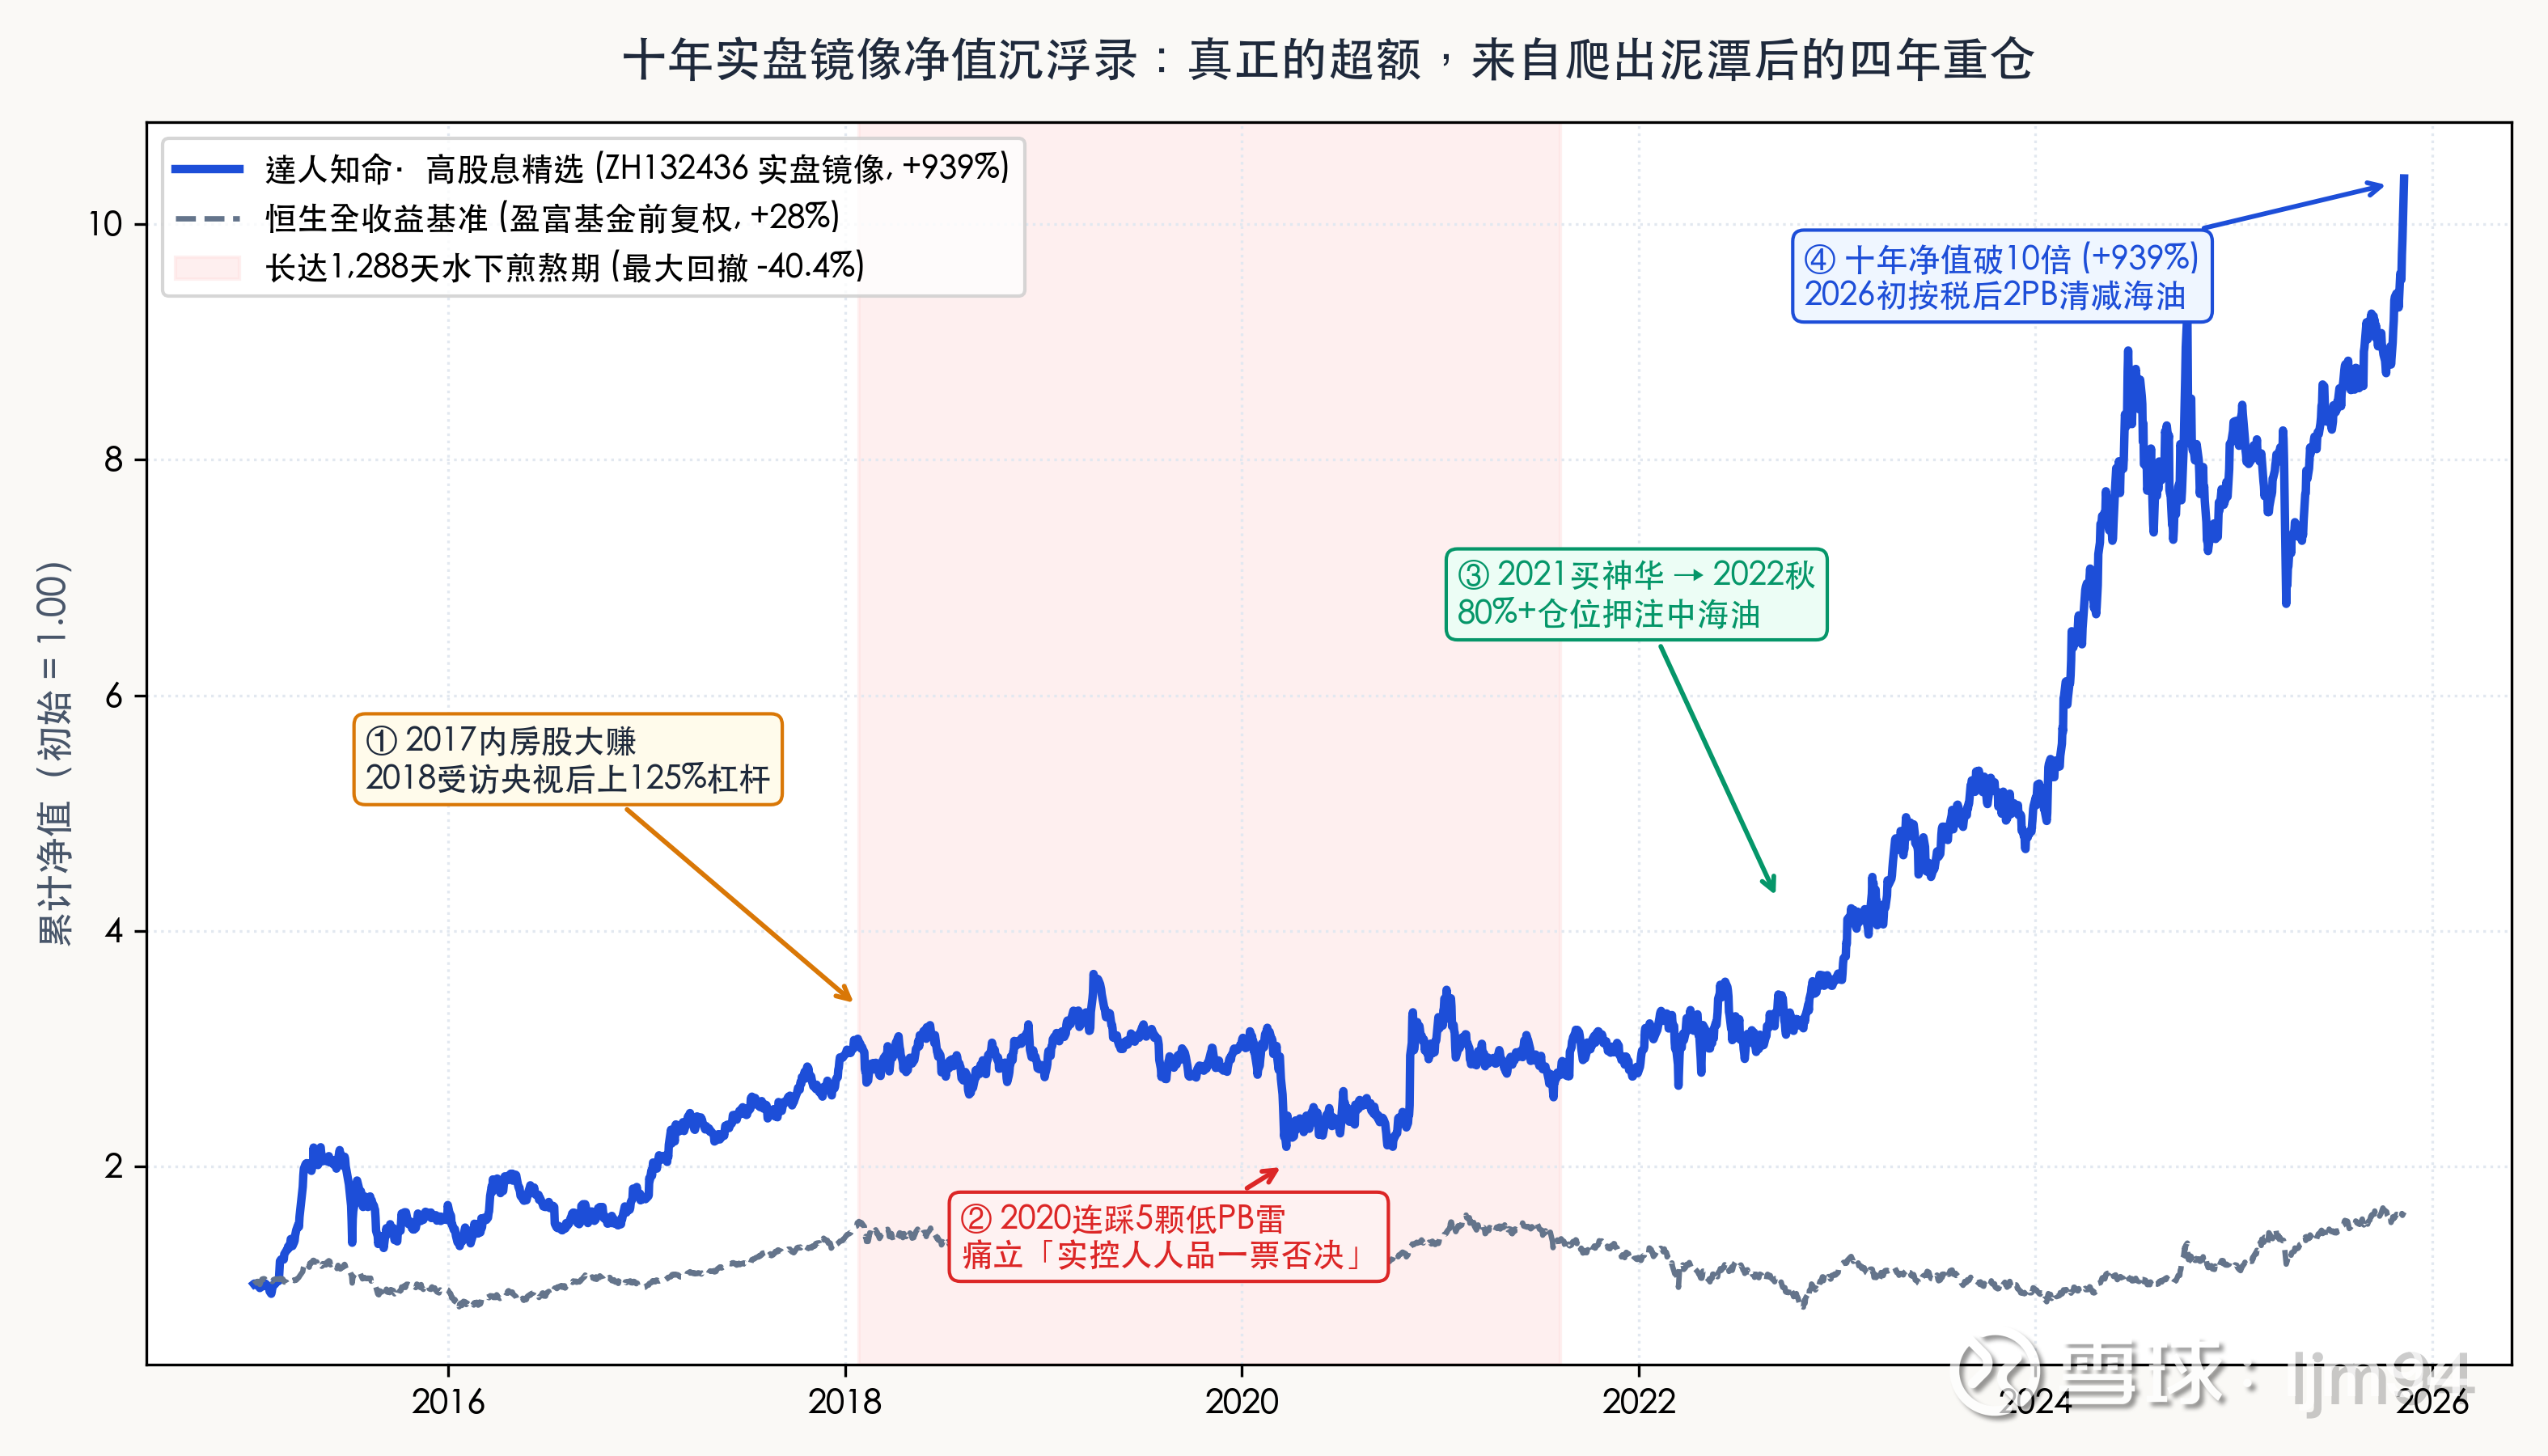 十年实盘镜像净值沉浮录：真正的超额，来自爬出泥潭后的四年重仓
達人知命· 高股息精选 (ZH132436 实盘镜像, +939%)
恒生全收益基准 (盈富基金前复权, +28%)
长达1,288天水下煎熬期 (最大回撤 -40.4%)
④ 十年净值破10倍 (+939%)
2026初按税后2PB清减海油
③ 2021买神华 → 2022秋
80%+仓位押注中海油
① 2017内房股大赚
2018受访央视后上125%杠杆
② 2020连踩5颗低PB雷
痛立「实控人人品一票否决」
累计净值 (初始 = 1.00)
10
8
6
4
2
2016
2018
2020
2022
2024
2026
雪球：ljm94